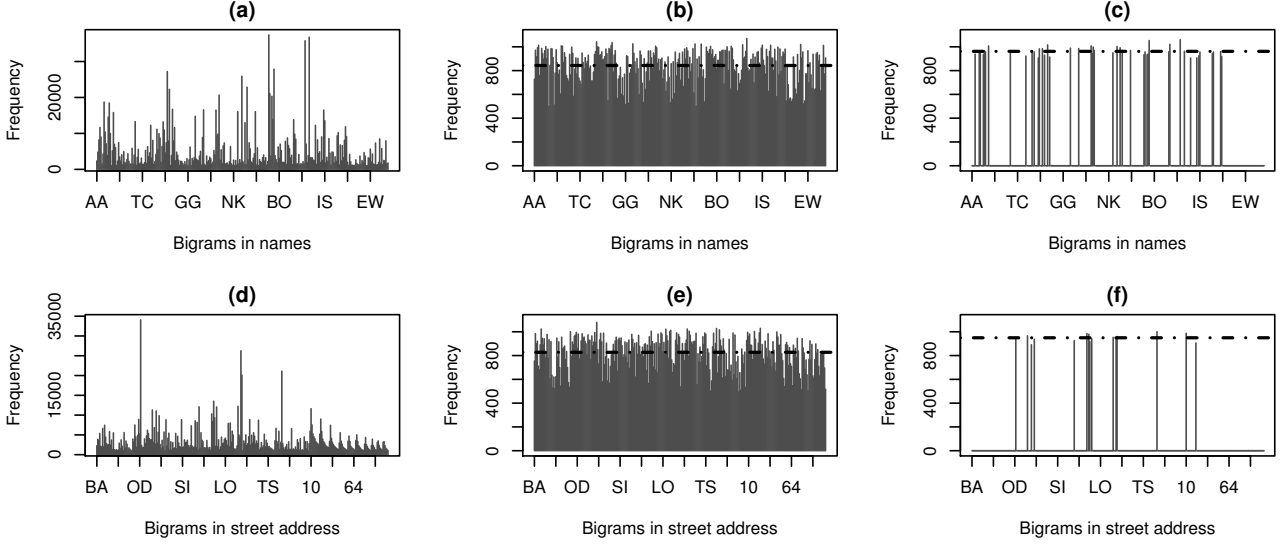 (a)
Frequency
0 20000
AA TC GG NK BO IS EW
Bigrams in names
(b)
Frequency
0 400 800
AA TC GG NK BO IS EW
Bigrams in names
(c)
Frequency
0 400 800
AA TC GG NK BO IS EW
Bigrams in names
(d)
Frequency
0 15000 35000
BA OD SI LO TS 10 64
Bigrams in street address
(e)
Frequency
0 400 800
BA OD SI LO TS 10 64
Bigrams in street address
(f)
Frequency
0 400 800
BA OD SI LO TS 10 64
Bigrams in street address